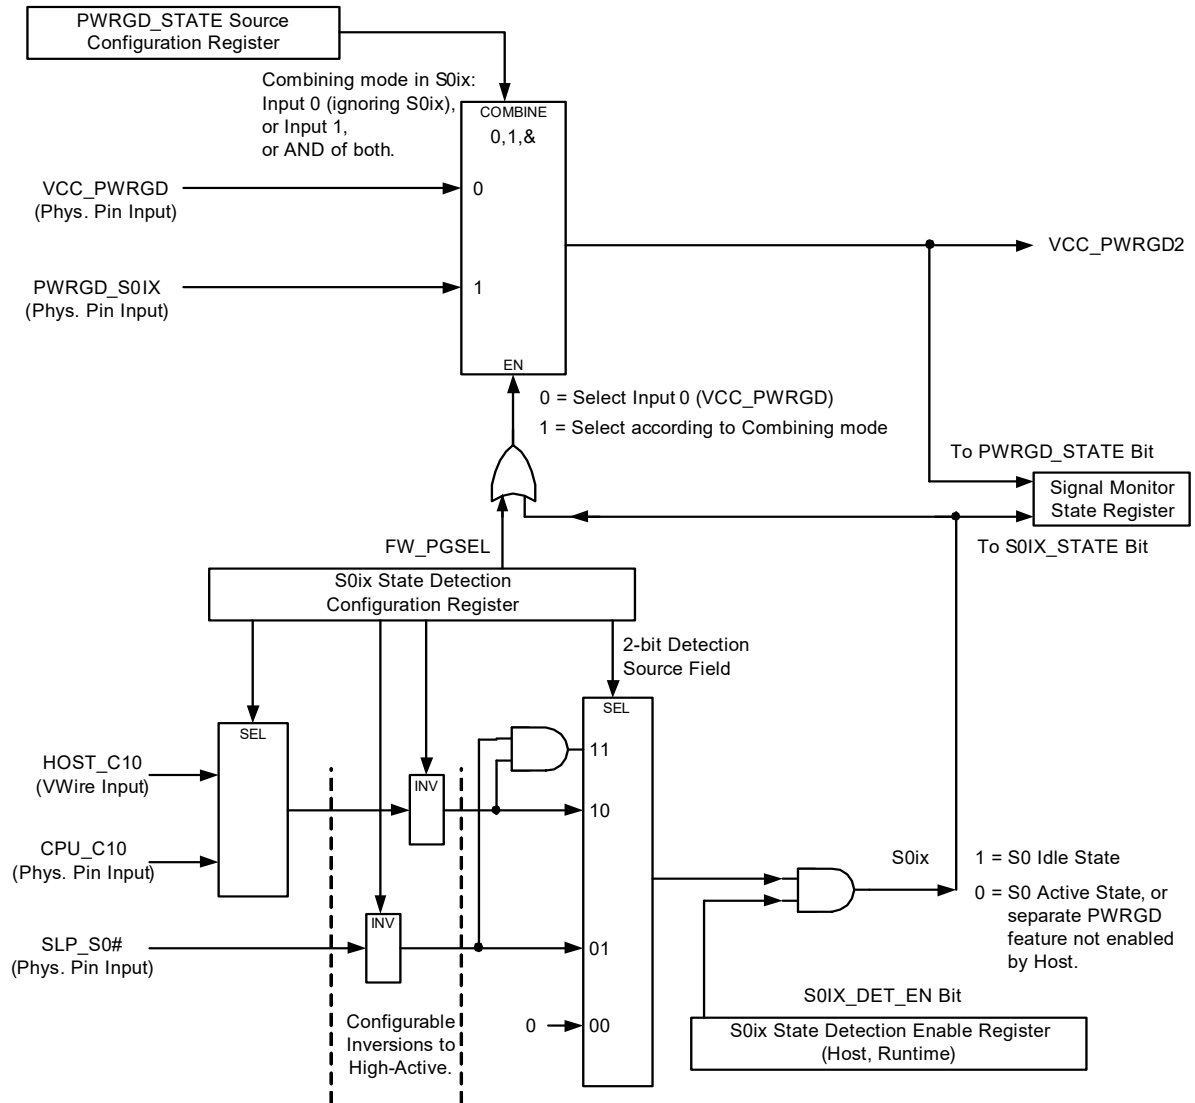 PWRGD_STATE Source
Configuration Register
Combining mode in S0ix:
Input 0 (ignoring S0ix),
or Input 1,
or AND of both.
COMBINE
0,1,&
VCC_PWRGD
(Phys. Pin Input)
0
VCC_PWRGD2
PWRGD_S0IX
(Phys. Pin Input)
1
EN
0 = Select Input 0 (VCC_PWRGD)
1 = Select according to Combining mode
To PWRGD_STATE Bit
Signal Monitor
State Register
To S0IX_STATE Bit
FW_PGSEL
S0ix State Detection
Configuration Register
2-bit Detection
Source Field
SEL
SEL
HOST_C10
(VWire Input)
INV
11
10
CPU_C10
(Phys. Pin Input)
S0ix
1 = S0 Idle State
0 = S0 Active State, or
separate PWRGD
feature not enabled
by Host.
INV
SLP_S0#
(Phys. Pin Input)
01
Configurable
Inversions to
High-Active.
0
00
S0IX_DET_EN Bit
S0ix State Detection Enable Register
(Host, Runtime)